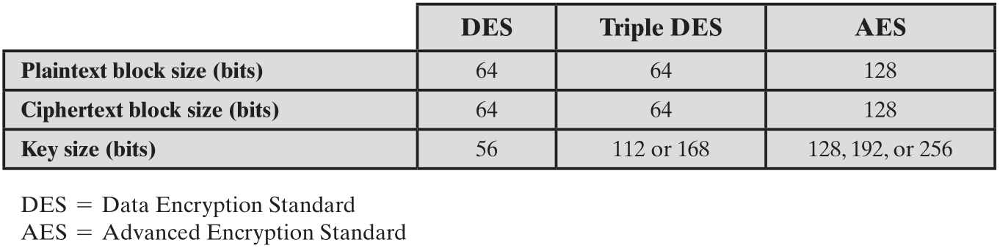 DES Triple DES AES
Plaintext block size (bits) 64 64 128
Ciphertext block size (bits) 64 64 128
Key size (bits) 56 112 or 168 128, 192, or 256
DES = Data Encryption Standard
AES = Advanced Encryption Standard